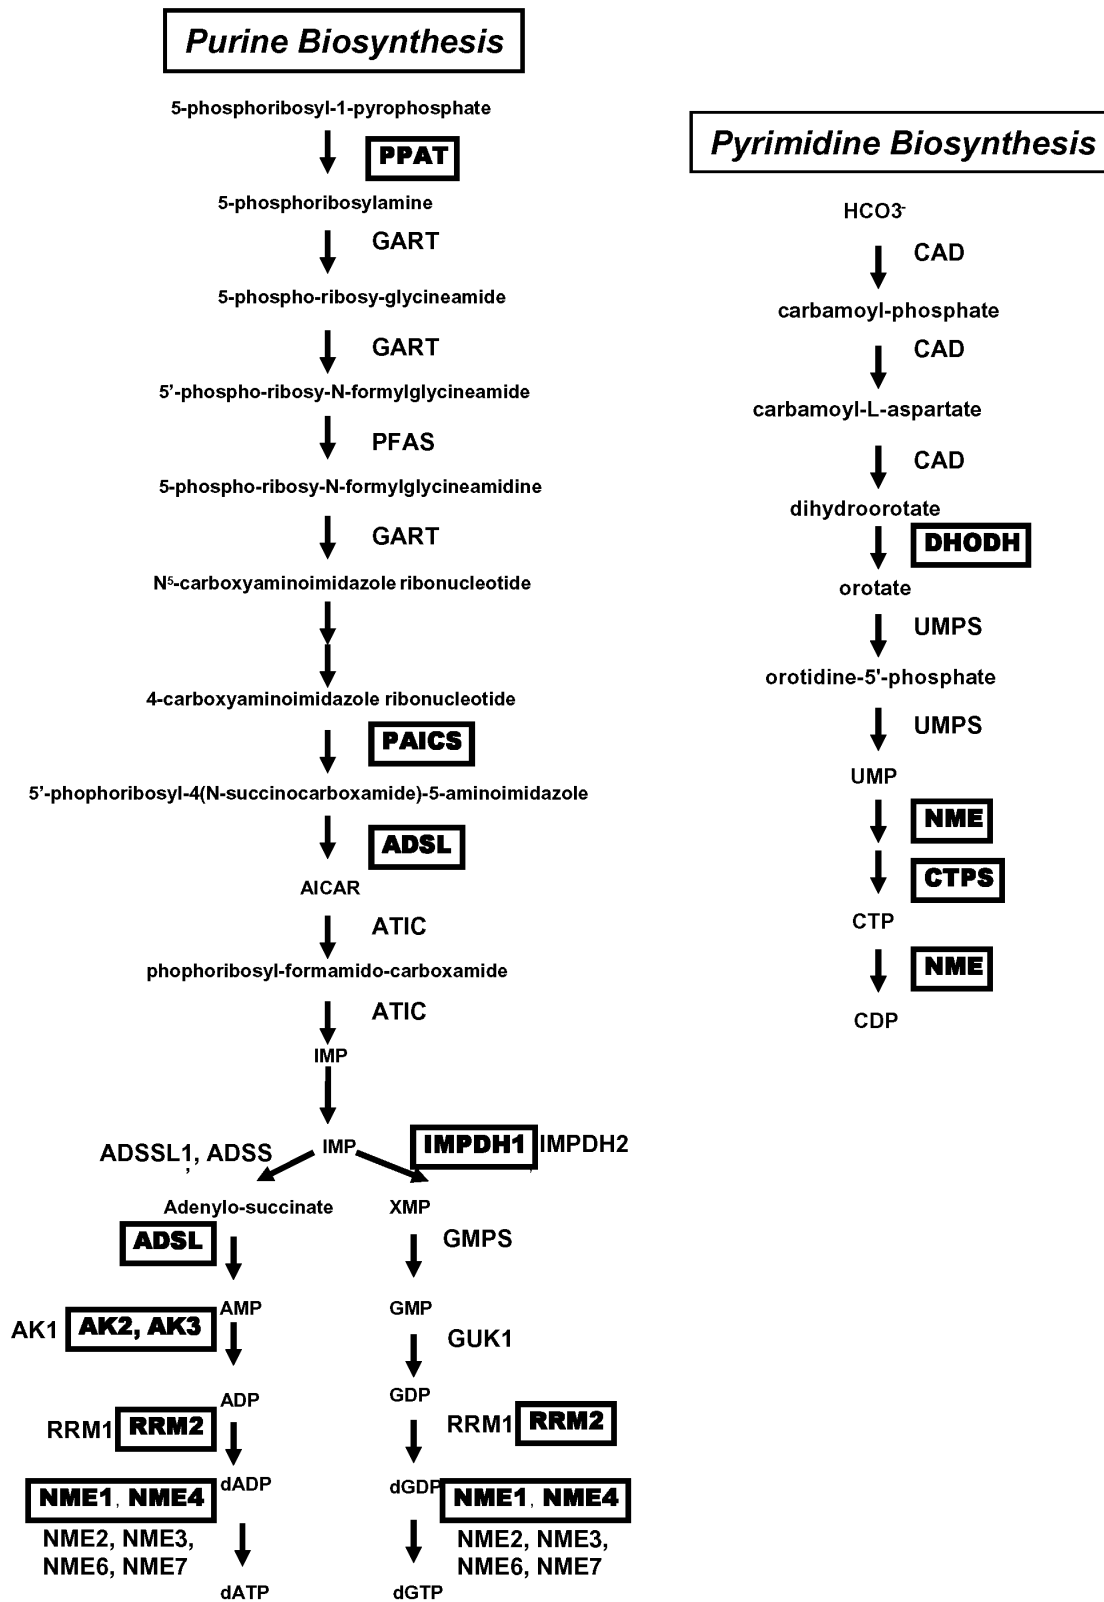 Purine Biosynthesis
5-phosphoribosyl-1-pyrophosphate
PPAT
5-phosphoribosylamine
GART
5-phospho-ribosy-glycineamide
GART
5’-phospho-ribosy-N-formylglycineamide
PFAS
5-phospho-ribosy-N-formylglycineamidine
GART
N⁵-carboxyaminoimidazole ribonucleotide
4-carboxyaminoimidazole ribonucleotide
PAICS
5’-phophoribosyl-4(N-succinocarboxamide)-5-aminoimidazole
ADSL
AICAR
ATIC
phophoribosyl-formamido-carboxamide
ATIC
IMP
ADSSL1, ADSS IMP IMPDH1, IMPDH2
,
Adenylo-succinate XMP
ADSL GMPS
AMP GMP
AK1 AK2, AK3 GUK1
ADP GDP
RRM1 RRM2 RRM1 RRM2
dADP dGDP
NME1, NME4 NME1, NME4
NME2, NME3, NME2, NME3,
NME6, NME7 NME6, NME7
dATP dGTP
Pyrimidine Biosynthesis
HCO3⁻
CAD
carbamoyl-phosphate
CAD
carbamoyl-L-aspartate
CAD
dihydroorotate
DHODH
orotate
UMPS
orotidine-5'-phosphate
UMPS
UMP
NME
CTPS
CTP
NME
CDP